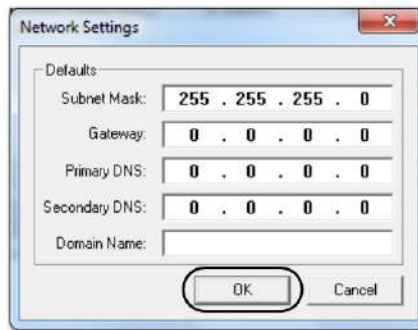 Network Settings
Defaults
Subnet Mask: 255 . 255 . 255 . 0
Gateway: 0 . 0 . 0 . 0
Primary DNS: 0 . 0 . 0 . 0
Secondary DNS: 0 . 0 . 0 . 0
Domain Name:
OK Cancel